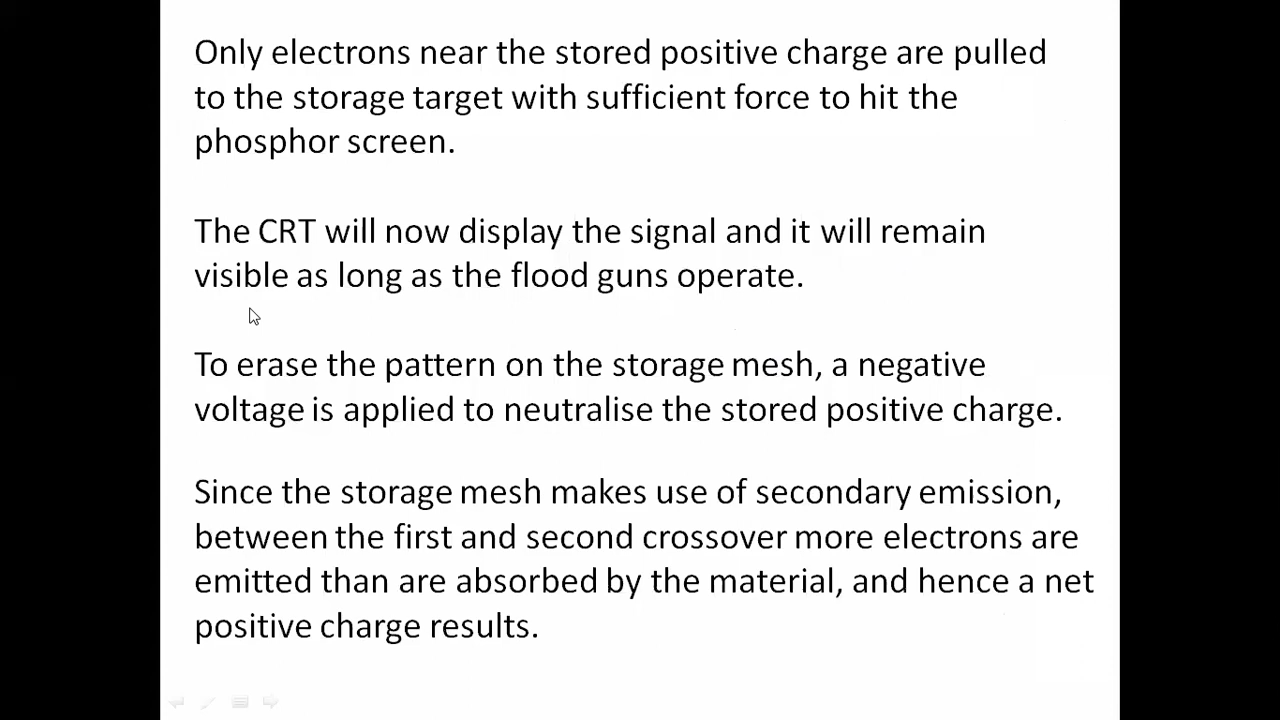 Only electrons near the stored positive charge are pulled
to the storage target with sufficient force to hit the
phosphor screen.
The CRT will now display the signal and it will remain
visible as long as the flood guns operate.
To erase the pattern on the storage mesh, a negative
voltage is applied to neutralise the stored positive charge.
Since the storage mesh makes use of secondary emission,
between the first and second crossover more electrons are
emitted than are absorbed by the material, and hence a net
positive charge results.